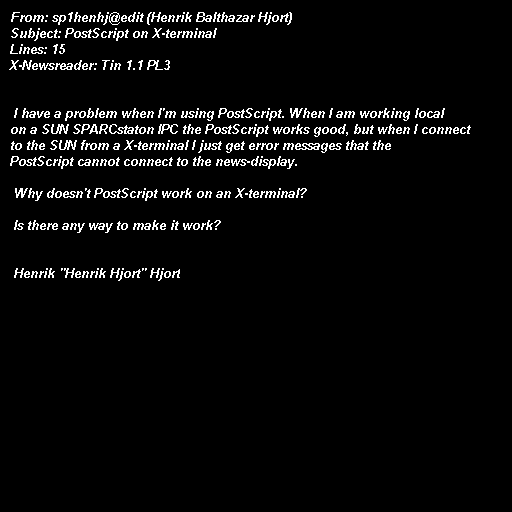 From: sp1henhj@edit (Henrik Balthazar Hjort)
Subject: PostScript on X-terminal
Lines: 15
X-Newsreader: Tin 1.1 PL3
I have a problem when I'm using PostScript. When I am working local
on a SUN SPARCstaton IPC the PostScript works good, but when I connect
to the SUN from a X-terminal I just get error messages that the
PostScript cannot connect to the news-display.
Why doesn't PostScript work on an X-terminal?
Is there any way to make it work?
Henrik "Henrik Hjort" Hjort